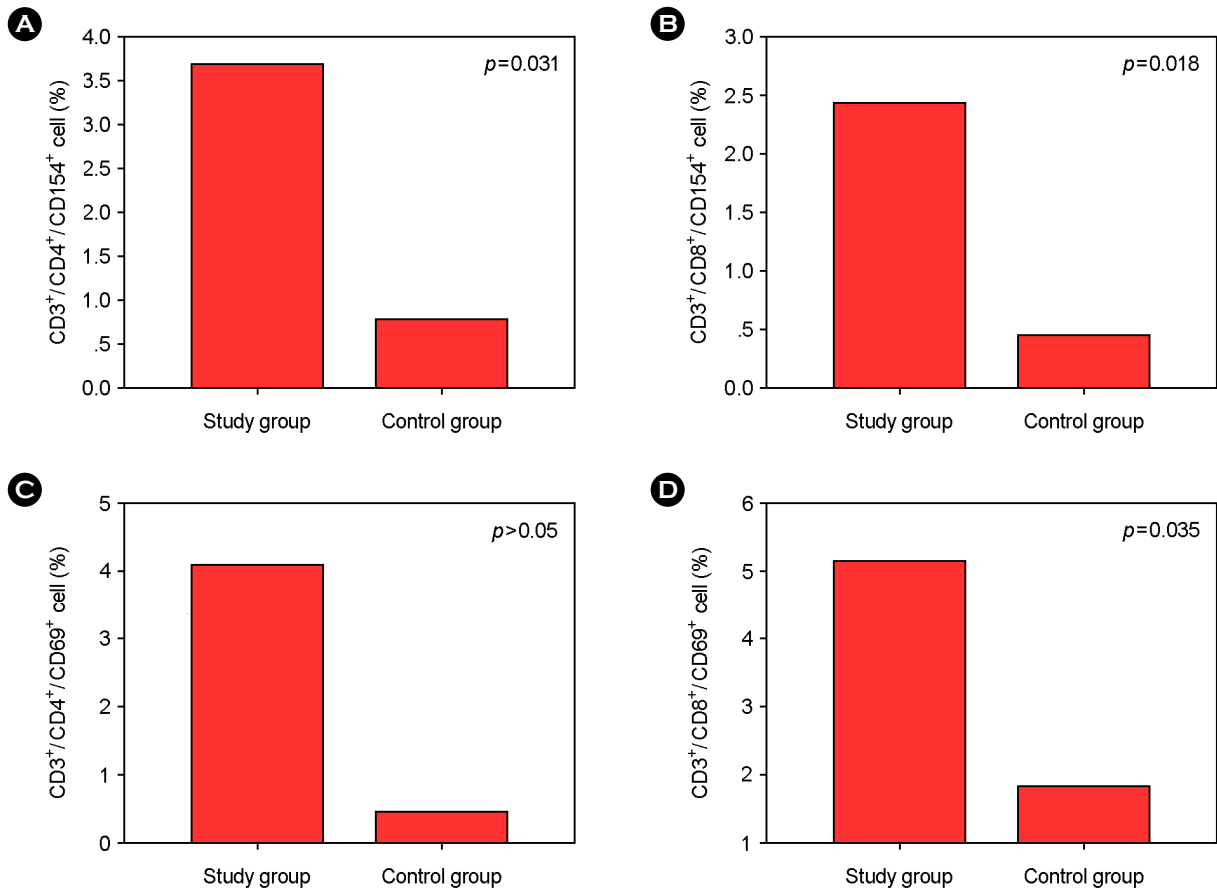 A
CD3⁺/CD4⁺/CD154⁺ cell (%)
4.0
3.5
3.0
2.5
2.0
1.5
1.0
.5
0.0
p=0.031
Study group
Control group
B
CD3⁺/CD8⁺/CD154⁺ cell (%)
3.0
2.5
2.0
1.5
1.0
.5
0.0
p=0.018
Study group
Control group
C
CD3⁺/CD4⁺/CD69⁺ cell (%)
5
4
3
2
1
0
p>0.05
Study group
Control group
D
CD3⁺/CD8⁺/CD69⁺ cell (%)
6
5
4
3
2
1
p=0.035
Study group
Control group